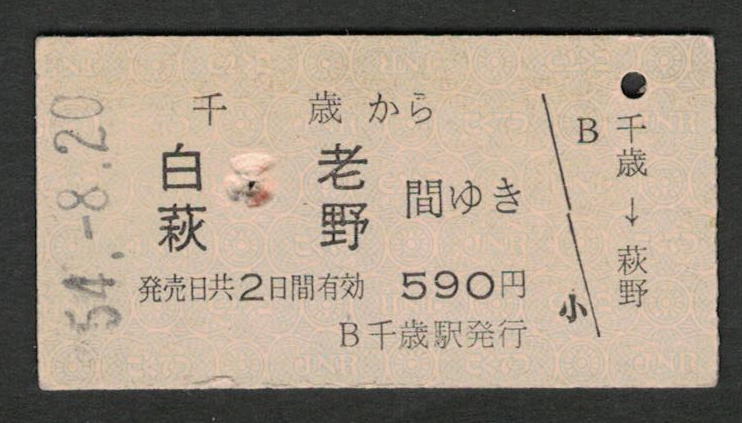 54.-8.20
千歳から
白老
萩野
間ゆき
発売日共2日間有効 590円
B千歳駅発行
小
B
千歳→萩野